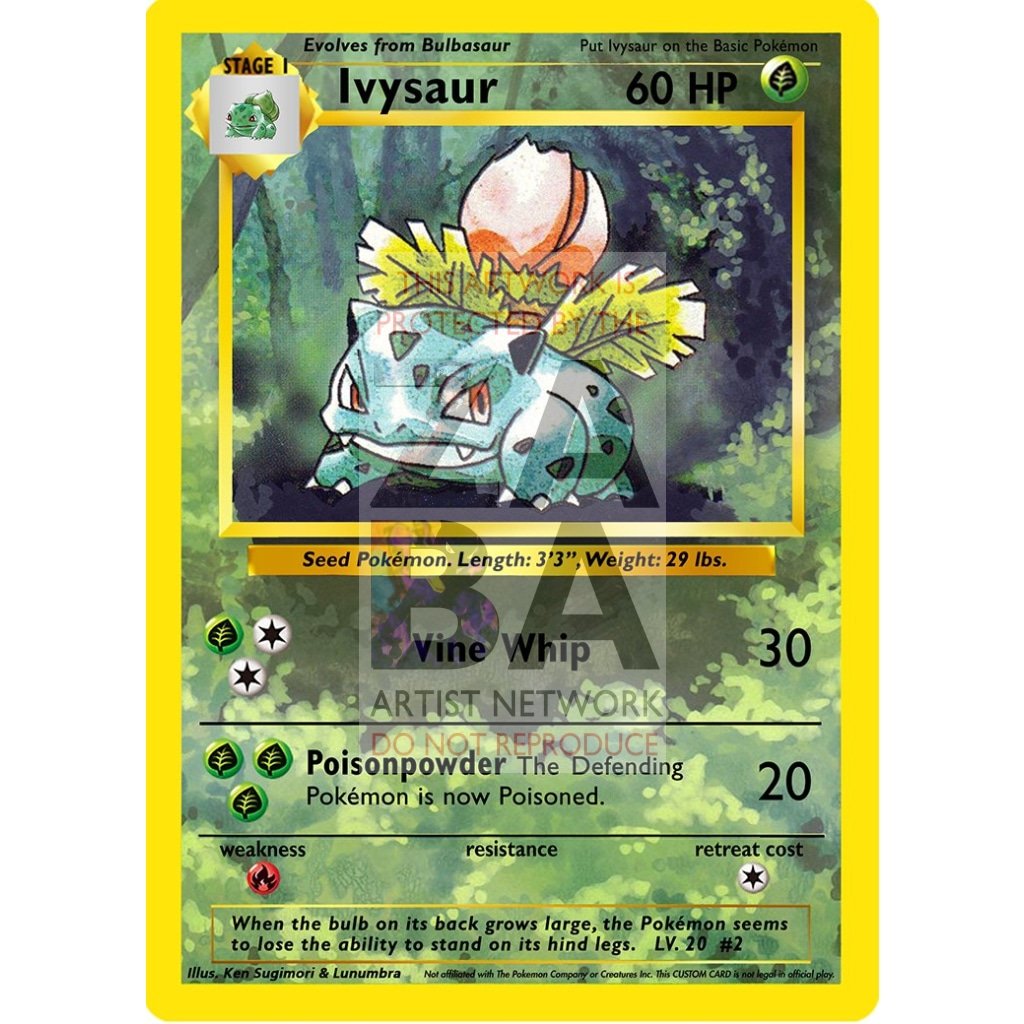 Evolves from Bulbasaur
Put Ivysaur on the Basic Pokémon
STAGE 1
Ivysaur
60 HP
THIS ARTWORK IS
PROTECTED BY THE
ABA
Seed Pokémon. Length: 3'3”, Weight: 29 lbs.
Vine Whip
30
ARTIST NETWORK
DO NOT REPRODUCE
Poisonpowder The Defending
Pokémon is now Poisoned.
20
weakness
resistance
retreat cost
When the bulb on its back grows large, the Pokémon seems
to lose the ability to stand on its hind legs. LV. 20 #2
Illus. Ken Sugimori & Lunumbra
Not affiliated with The Pokemon Company or Creatures Inc. This CUSTOM CARD is not legal in official play.